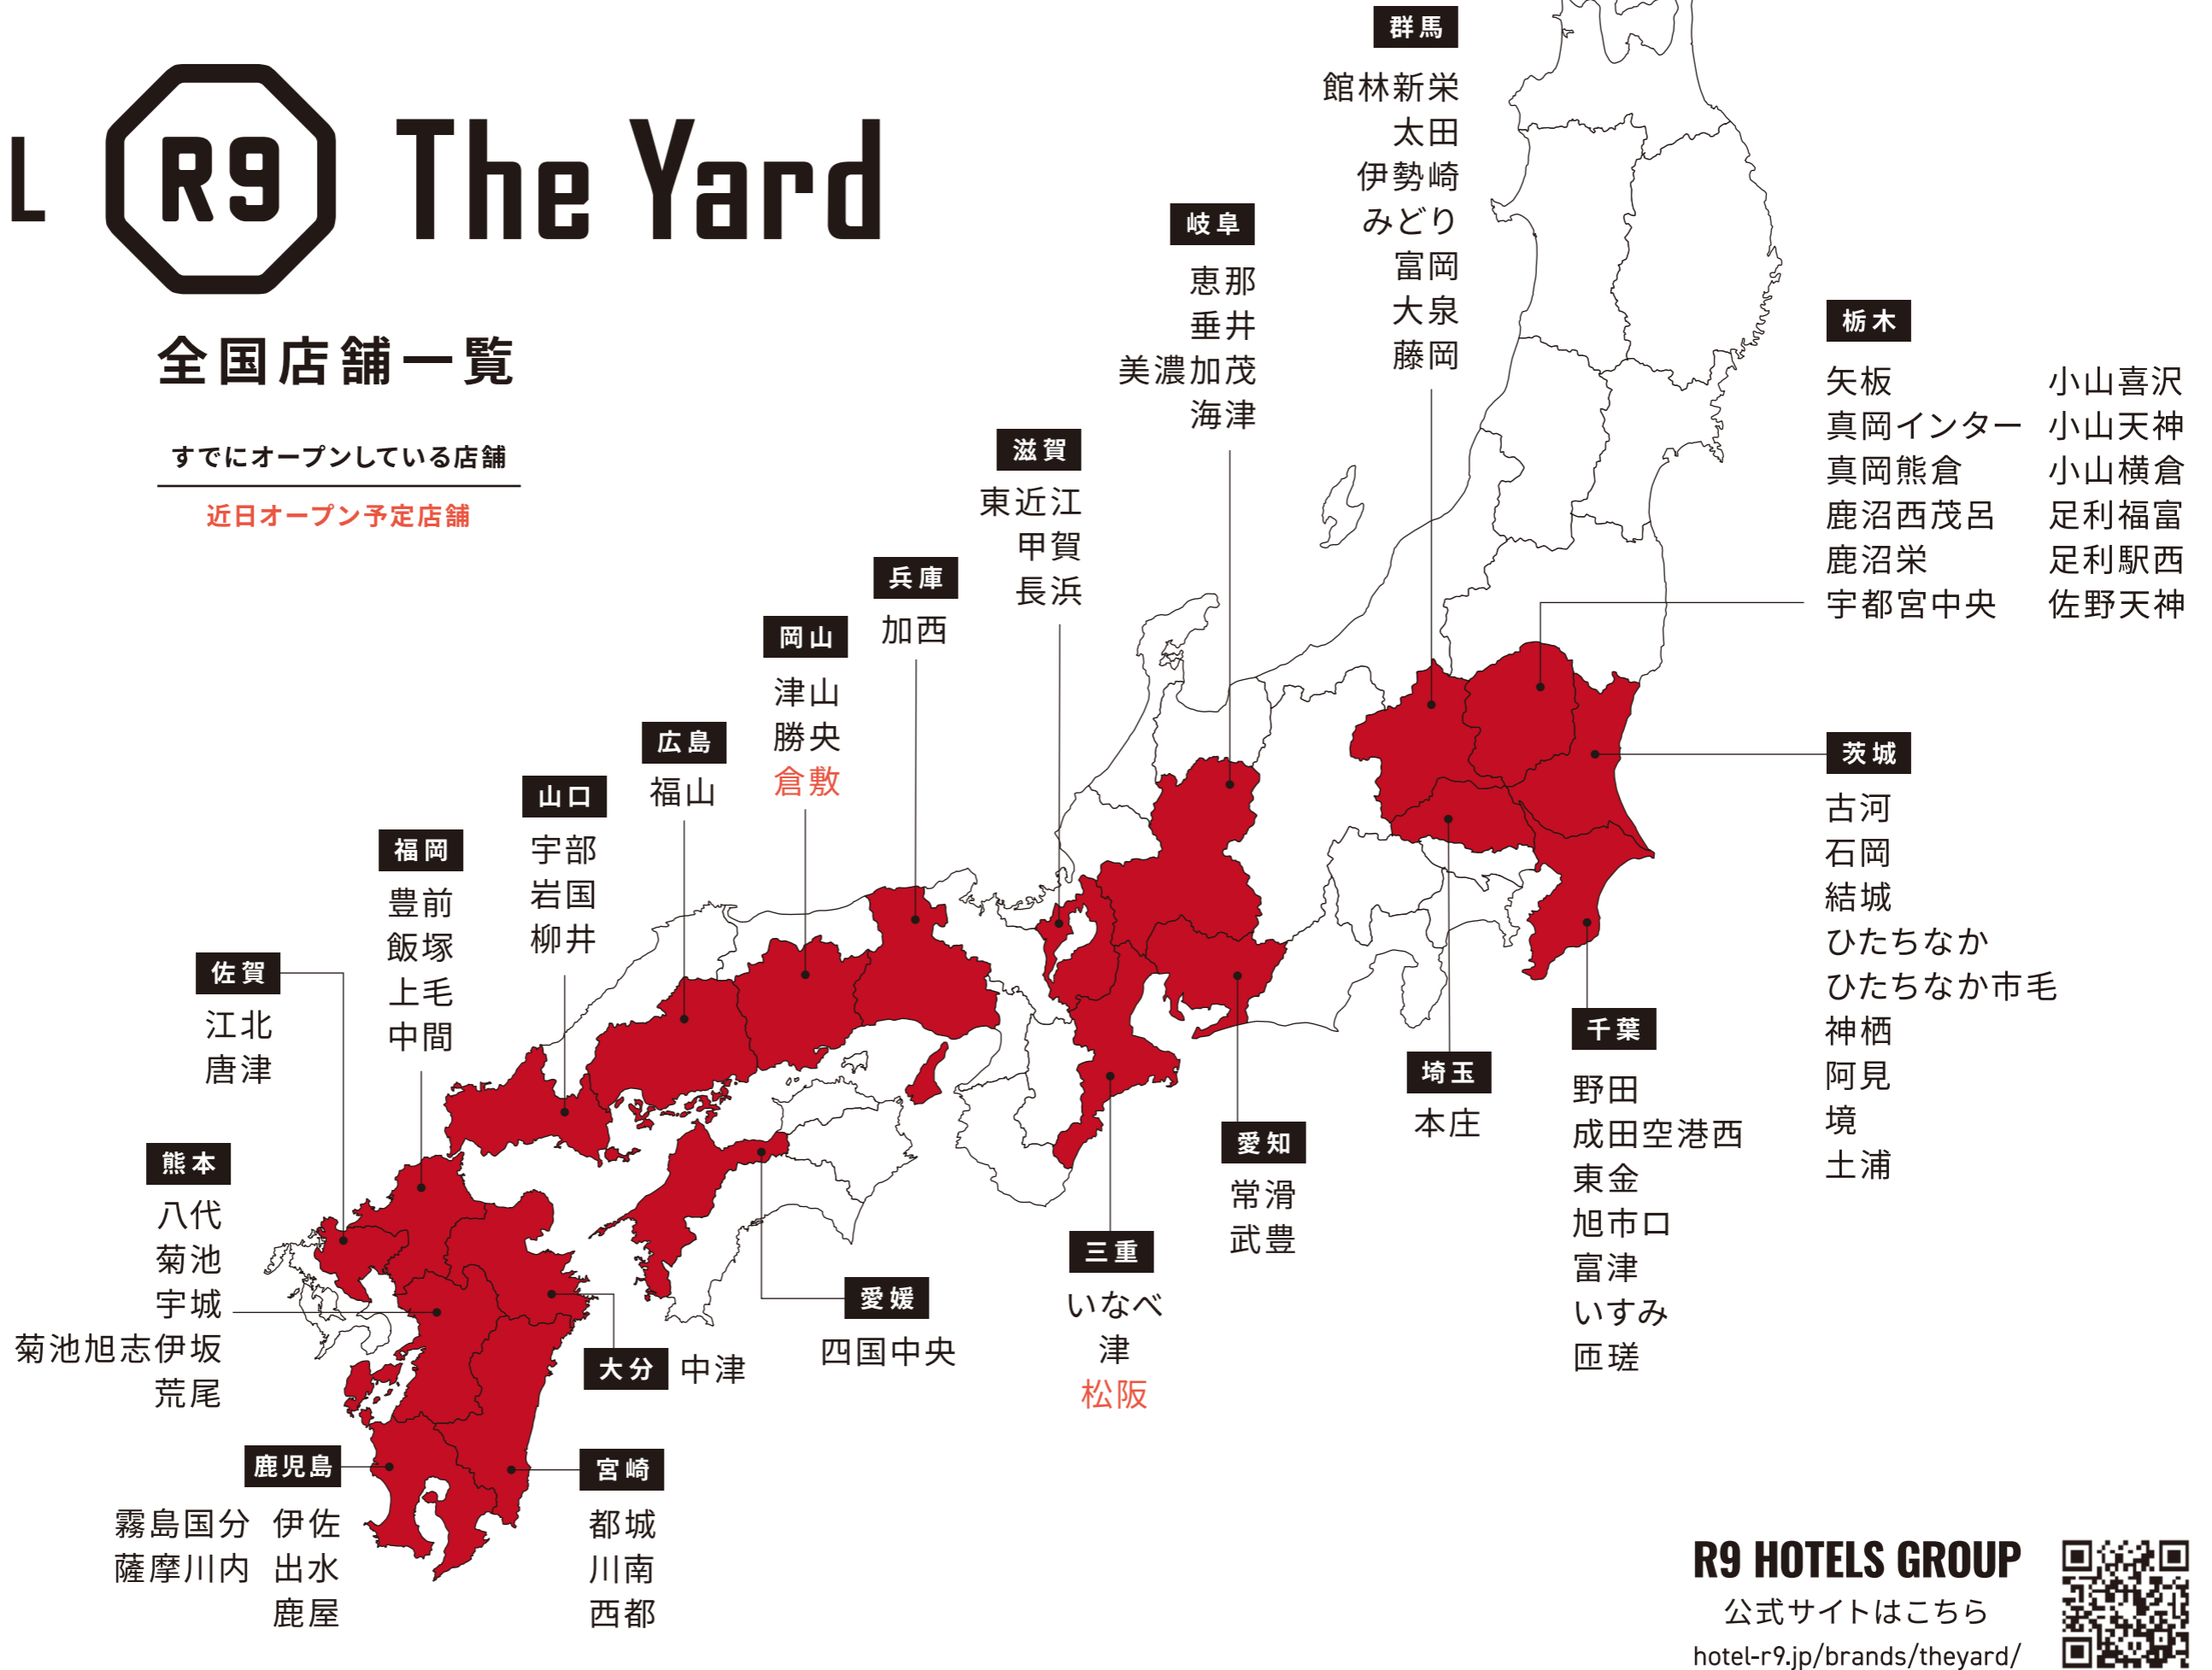 L R9 The Yard
全国店舗一覧
すでにオープンしている店舗
近日オープン予定店舗
群馬
館林新栄
太田
伊勢崎
みどり
富岡
大泉
藤岡
岐阜
恵那
垂井
美濃加茂
海津
栃木
矢板
真岡インター
真岡熊倉
鹿沼西茂呂
鹿沼栄
宇都宮中央
小山喜沢
小山天神
小山横倉
足利福富
足利駅西
佐野天神
滋賀
東近江
甲賀
長浜
兵庫
加西
岡山
津山
勝央
倉敷
広島
福山
山口
宇部
岩国
柳井
福岡
豊前
飯塚
上毛
中間
佐賀
江北
唐津
熊本
八代
菊池
宇城
菊池旭志伊坂
荒尾
鹿児島
霧島国分
薩摩川内
伊佐
出水
鹿屋
宮崎
都城
川南
西都
大分
中津
愛媛
四国中央
三重
いなべ
津
松阪
愛知
常滑
武豊
埼玉
本庄
千葉
野田
成田空港西
東金
旭市口
富津
いすみ
匝瑳
茨城
古河
石岡
結城
ひたちなか
ひたちなか市毛
神栖
阿見
境
土浦
R9 HOTELS GROUP
公式サイトはこちら
hotel-r9.jp/brands/theyard/